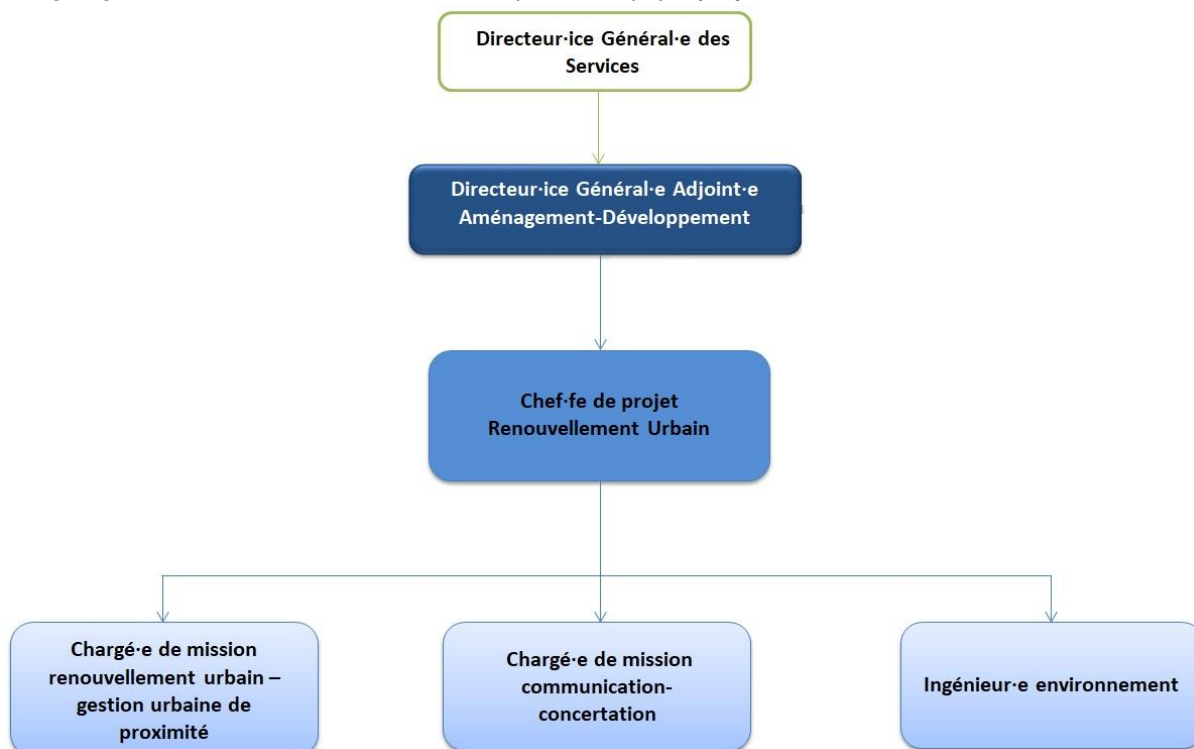 Directeur·ice Général·e des
Services
Directeur·ice Général·e Adjoint·e
Aménagement-Développement
Chef·fe de projet
Renouvellement Urbain
Chargé·e de mission
renouvellement urbain –
gestion urbaine de
proximité
Chargé·e de mission
communication-
concertation
Ingénieur·e environnement